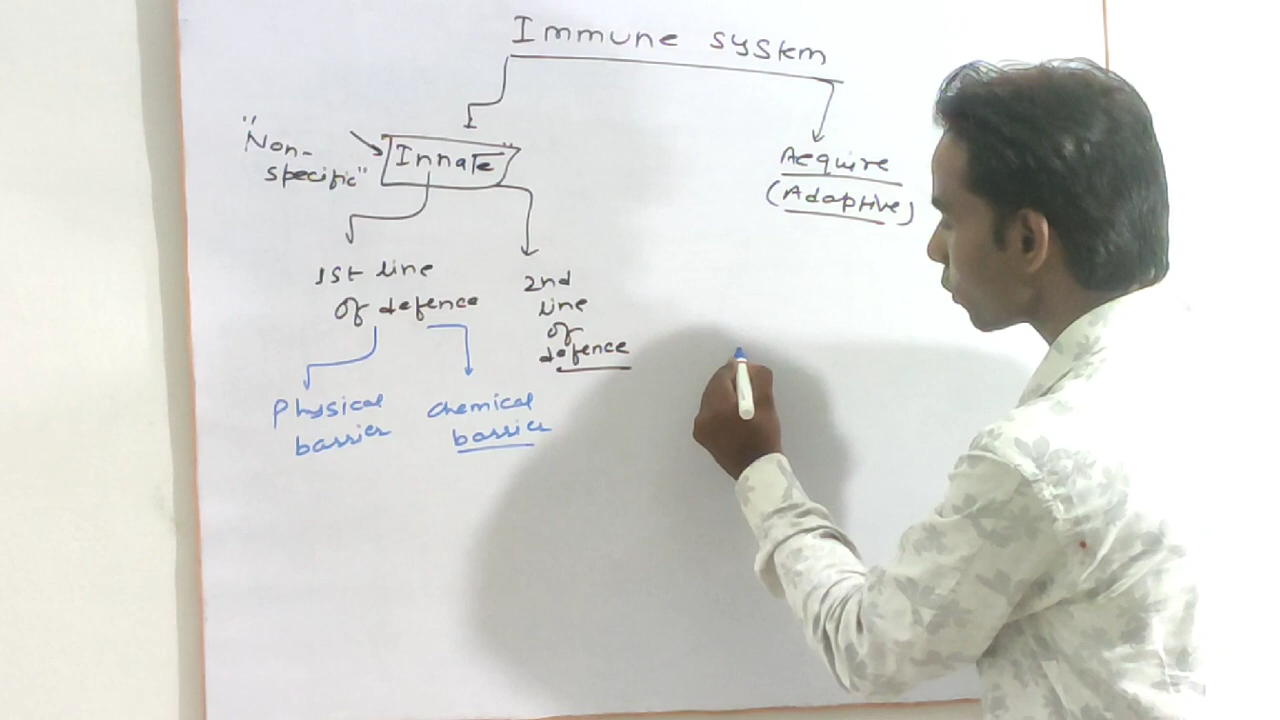 Immune system
"Non-
specific"
Innate
Acquire
(Adaptive)
1st line
of defence
2nd
line
of
defence
Physical
barrier
chemical
barrier